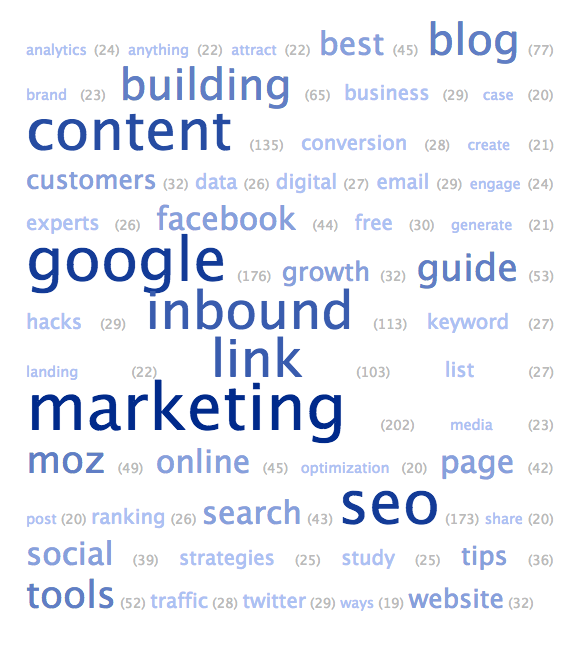 analytics (24) anything (22) attract (22) best (45) blog (77)
brand (23) building (65) business (29) case (20)
content (135) conversion (28) create (21)
customers (32) data (26) digital (27) email (29) engage (24)
experts (26) facebook (44) free (30) generate (21)
google (176) growth (32) guide (53)
hacks (29) inbound (113) keyword (27)
landing (22) link (103) list (27)
marketing (202) media (23)
moz (49) online (45) optimization (20) page (42)
post (20) ranking (26) search (43) seo (173) share (20)
social (39) strategies (25) study (25) tips (36)
tools (52) traffic (28) twitter (29) ways (19) website (32)